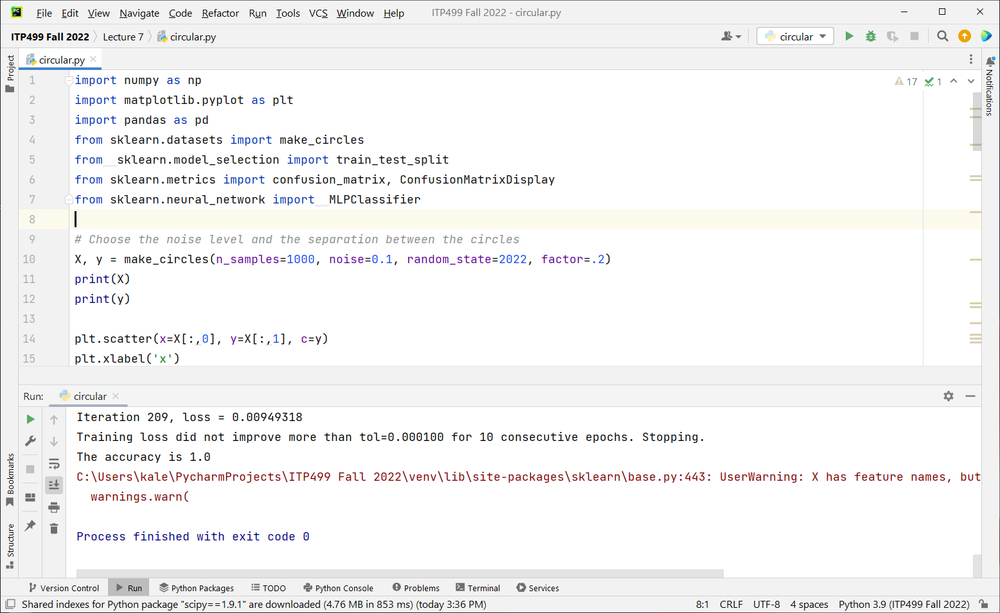 PC
File Edit View Navigate Code Refactor Run Tools VCS Window Help ITP499 Fall 2022 - circular.py
ITP499 Fall 2022 Lecture 7 circular.py circular
Project
circular.py
Notifications
17 1
1 import numpy as np
2 import matplotlib.pyplot as plt
3 import pandas as pd
4 from sklearn.datasets import make_circles
5 from  sklearn.model_selection import train_test_split
6 from sklearn.metrics import confusion_matrix, ConfusionMatrixDisplay
7 from sklearn.neural_network import  MLPClassifier
8
9 # Choose the noise level and the separation between the circles
10 X, y = make_circles(n_samples=1000, noise=0.1, random_state=2022, factor=.2)
11 print(X)
12 print(y)
13
14 plt.scatter(x=X[:,0], y=X[:,1], c=y)
15 plt.xlabel('x')
Run: circular
Iteration 209, loss = 0.00949318
Training loss did not improve more than tol=0.000100 for 10 consecutive epochs. Stopping.
The accuracy is 1.0
C:\Users\kale\PycharmProjects\ITP499 Fall 2022\venv\lib\site-packages\sklearn\base.py:443: UserWarning: X has feature names, but
warnings.warn(
Process finished with exit code 0
Bookmarks
Structure
Version Control Run Python Packages TODO Python Console Problems Terminal Services
Shared indexes for Python package "scipy==1.9.1" are downloaded (4.76 MB in 853 ms) (today 3:36 PM) 8:1 CRLF UTF-8 4 spaces Python 3.9 (ITP499 Fall 2022)